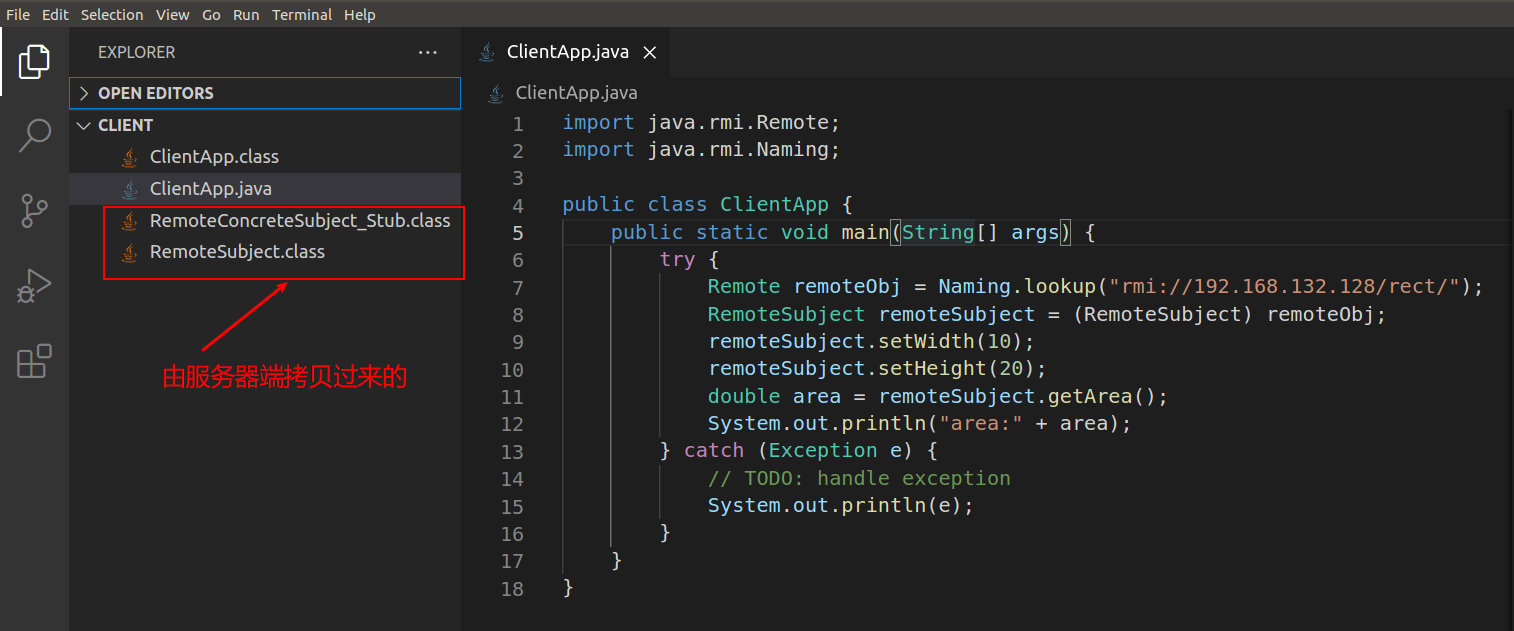 File Edit Selection View Go Run Terminal Help
EXPLORER ...
OPEN EDITORS
CLIENT
ClientApp.class
ClientApp.java
RemoteConcreteSubject_Stub.class
RemoteSubject.class
由服务器端拷贝过来的
ClientApp.java
ClientApp.java
1 import java.rmi.Remote;
2 import java.rmi.Naming;
3
4 public class ClientApp {
5 public static void main(String[] args) {
6 try {
7 Remote remoteObj = Naming.lookup("rmi://192.168.132.128/rect/");
8 RemoteSubject remoteSubject = (RemoteSubject) remoteObj;
9 remoteSubject.setWidth(10);
10 remoteSubject.setHeight(20);
11 double area = remoteSubject.getArea();
12 System.out.println("area:" + area);
13 } catch (Exception e) {
14 // TODO: handle exception
15 System.out.println(e);
16 }
17 }
18 }